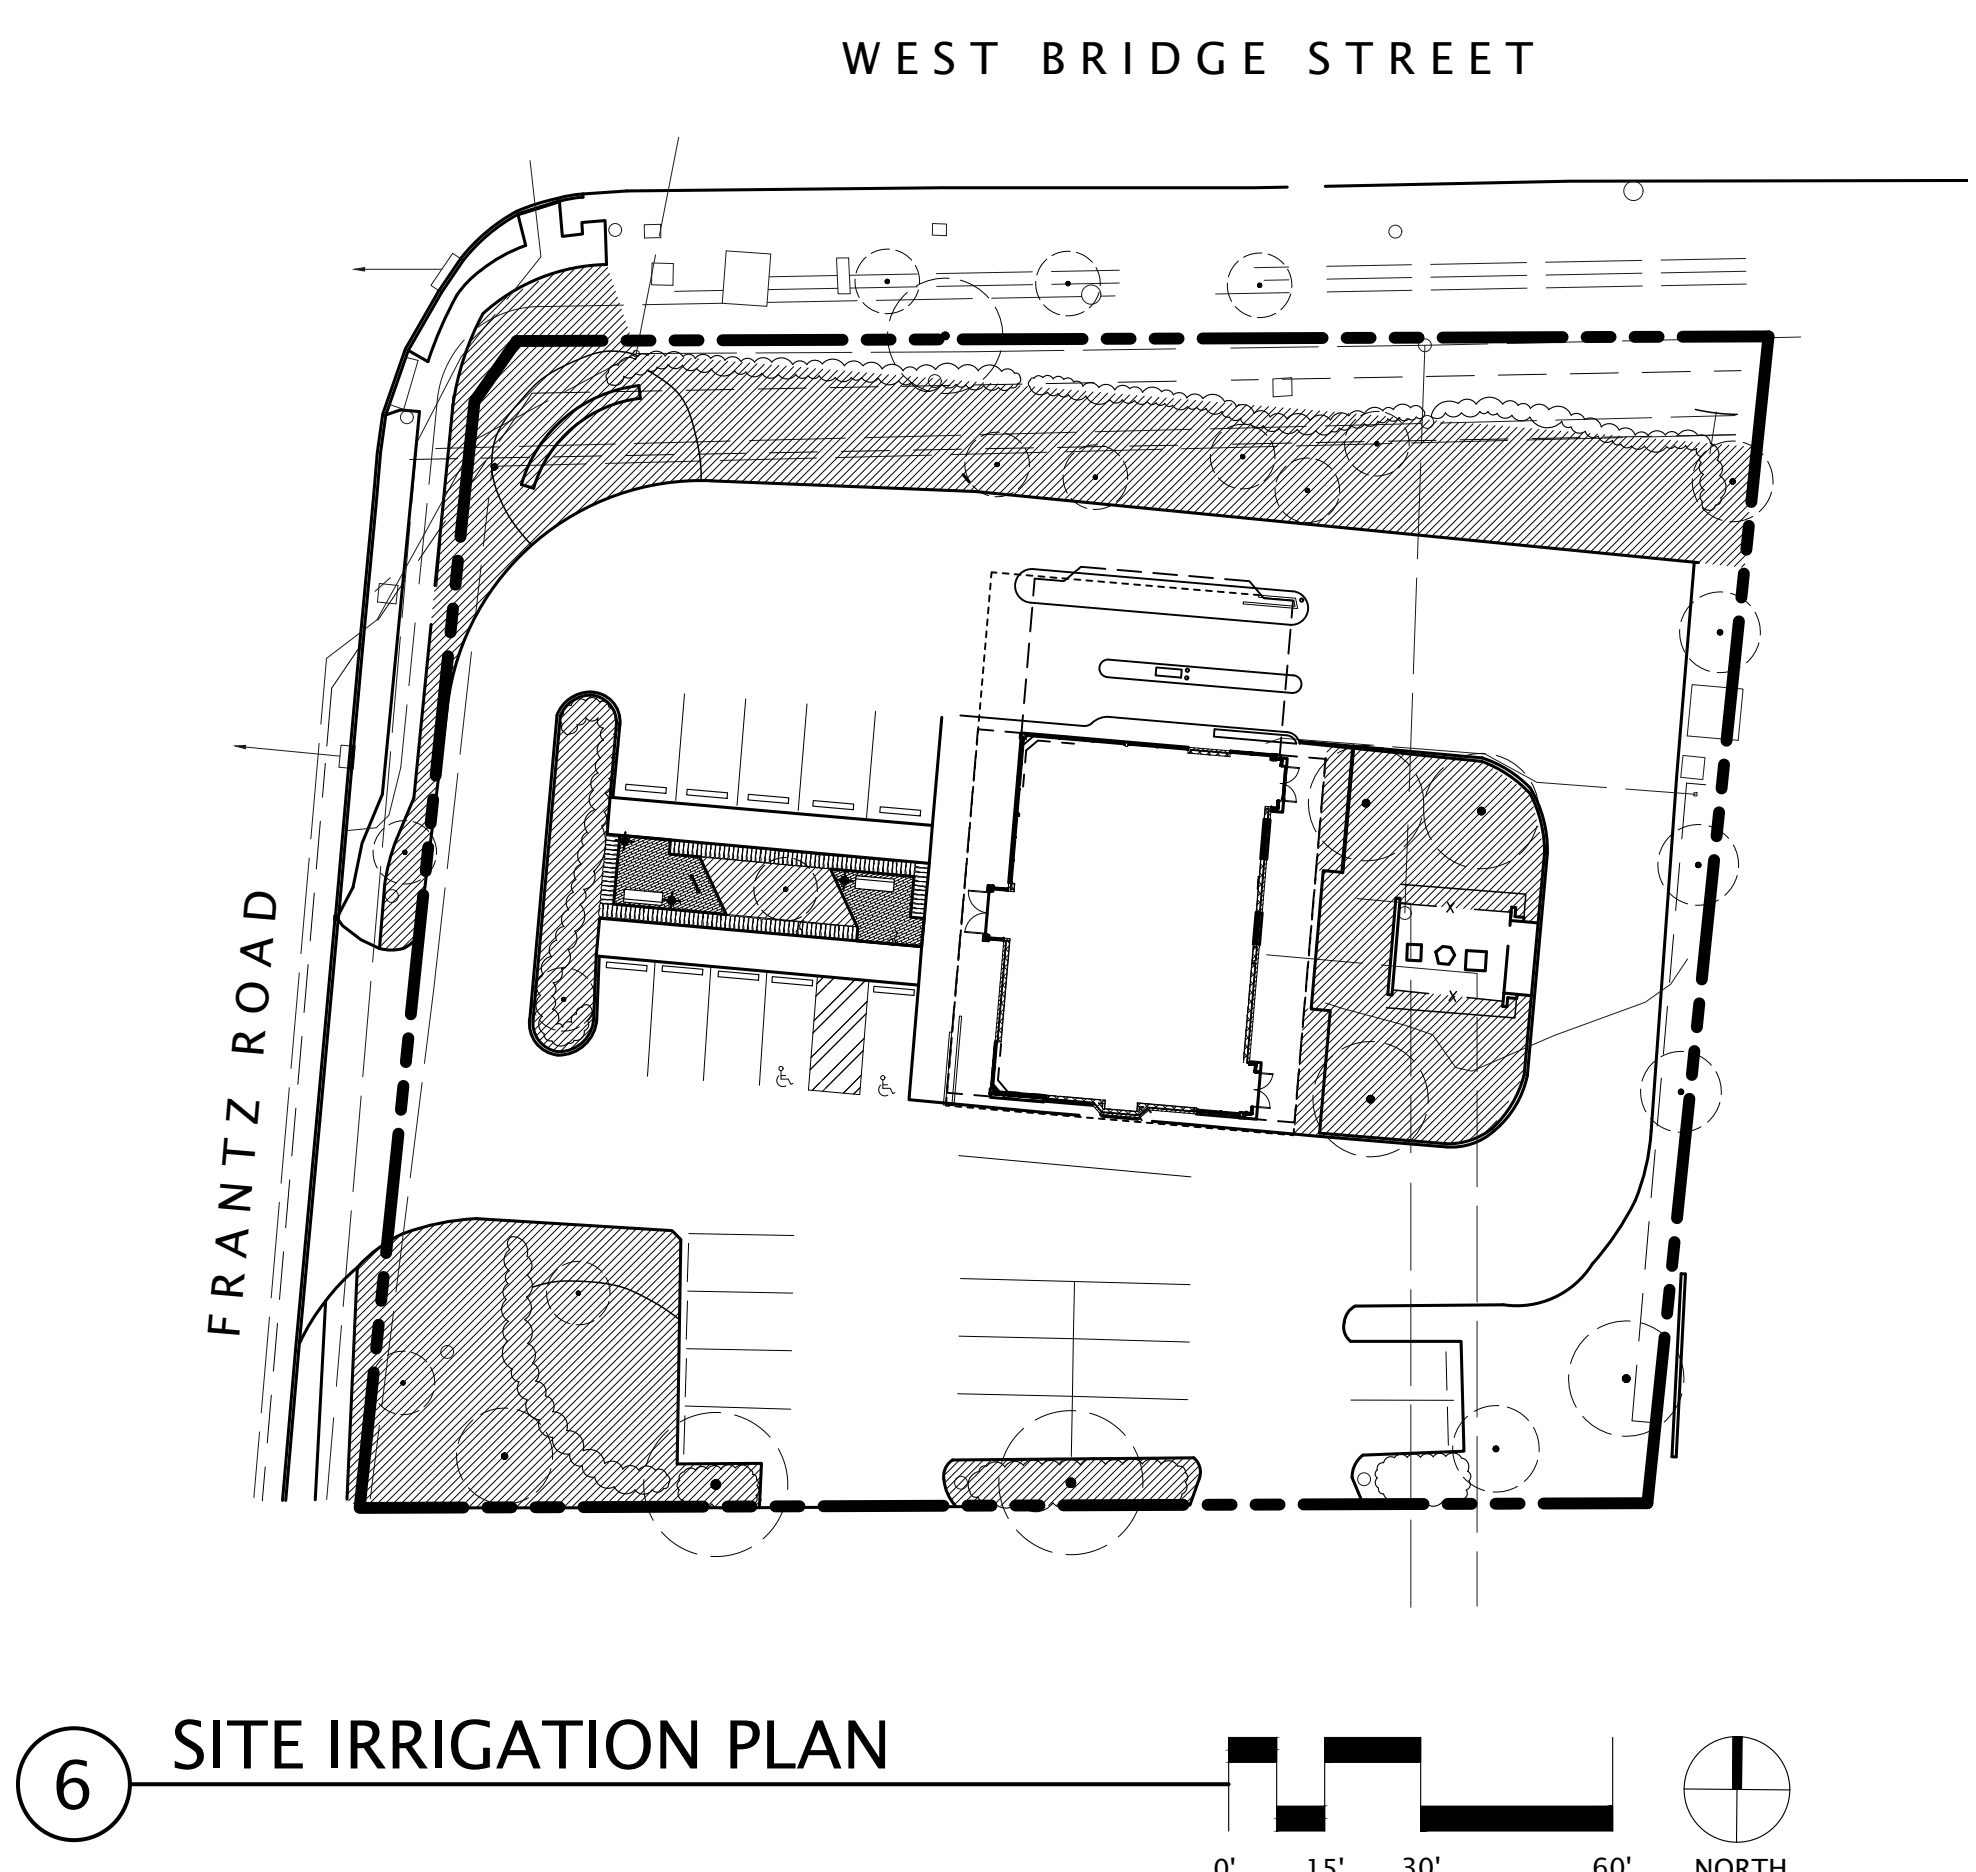 WEST BRIDGE STREET
FRANTZ ROAD
X
X
6
SITE IRRIGATION PLAN
0' 15' 30' 60'
NORTH